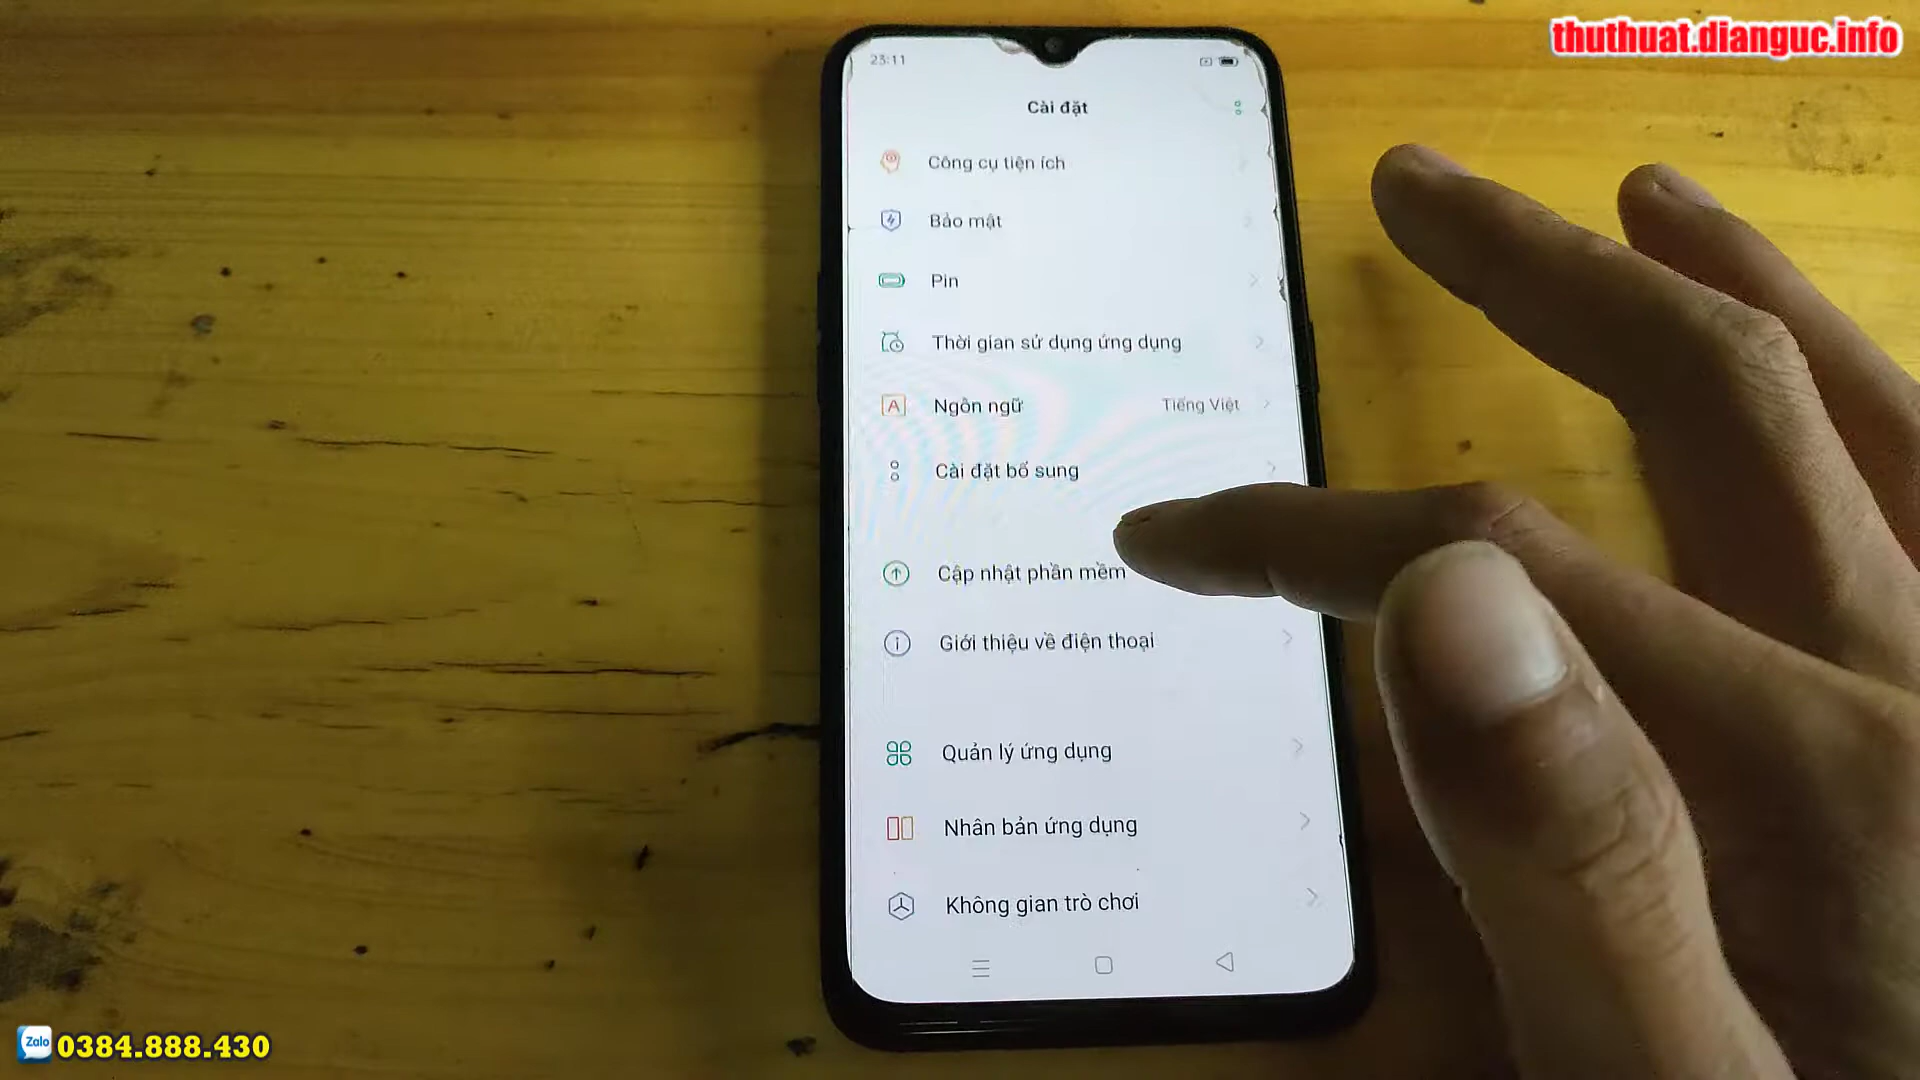 thuthuat.dianguc.info
23:11
Cài đặt
Công cụ tiện ích
Bảo mật
Pin
Thời gian sử dụng ứng dụng
A Ngôn ngữ Tiếng Việt
Cài đặt bổ sung
Cập nhật phần mềm
Giới thiệu về điện thoại
Quản lý ứng dụng
Nhân bản ứng dụng
Không gian trò chơi
Zalo 0384.888.430